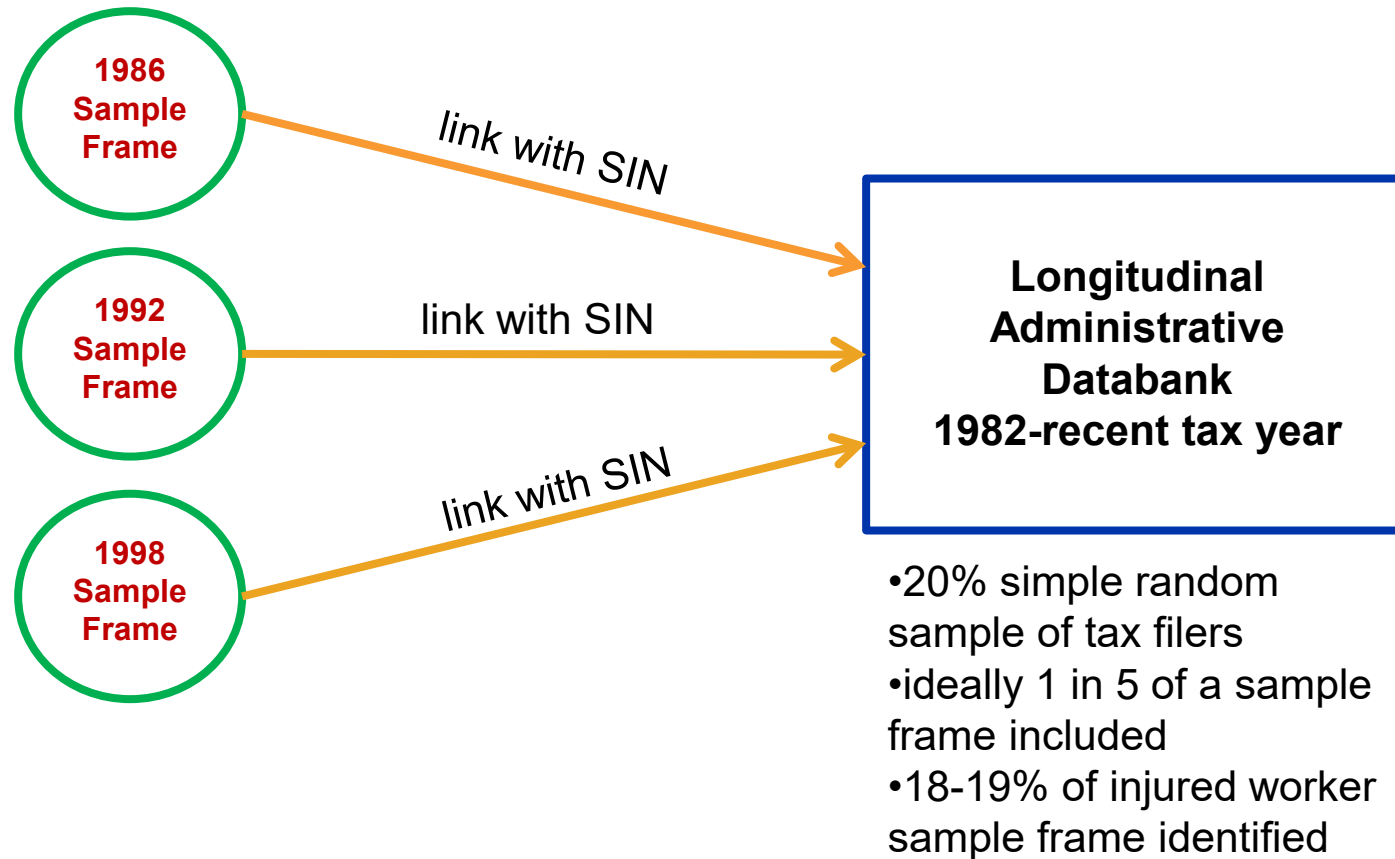 1986
Sample
Frame
link with SIN
1992
Sample
Frame
link with SIN
1998
Sample
Frame
link with SIN
Longitudinal
Administrative
Databank
1982-recent tax year
•20% simple random
sample of tax filers
•ideally 1 in 5 of a sample
frame included
•18-19% of injured worker
sample frame identified